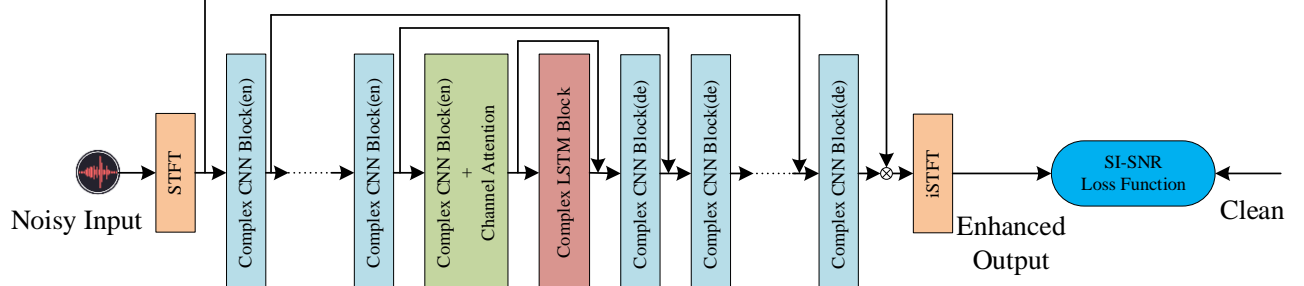 Noisy Input
STFT
Complex CNN Block(en)
Complex CNN Block(en)
Complex CNN Block(en)
+
Channel Attention
Complex LSTM Block
Complex CNN Block(de)
Complex CNN Block(de)
Complex CNN Block(de)
iSTFT
Enhanced
Output
SI-SNR
Loss Function
Clean